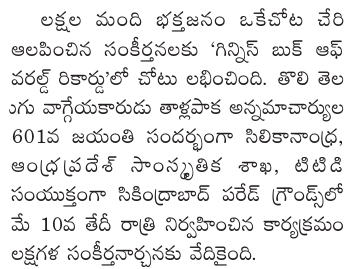 లక్షల మంది భక్తజనం ఒకేచోట చేరి
ఆలపించిన సంకీర్తనలకు ‘గిన్నిస్ బుక్ ఆఫ్
వరల్డ్ రికార్డు’లో చోటు లభించింది. తొలి తెల
ుగు వాగ్గేయకారుడు తాళ్లపాక అన్నమాచార్యుల
601వ జయంతి సందర్భంగా సిలికానాంధ్ర,
ఆంధ్రప్రదేశ్ సాంస్కృతిక శాఖ, టిటిడి
సంయుక్తంగా సికింద్రాబాద్ పరేడ్ గ్రౌండ్స్‌లో
మే 10వ తేదీ రాత్రి నిర్వహించిన కార్యక్రమం
లక్షగళ సంకీర్తనార్చనకు వేదికైంది.